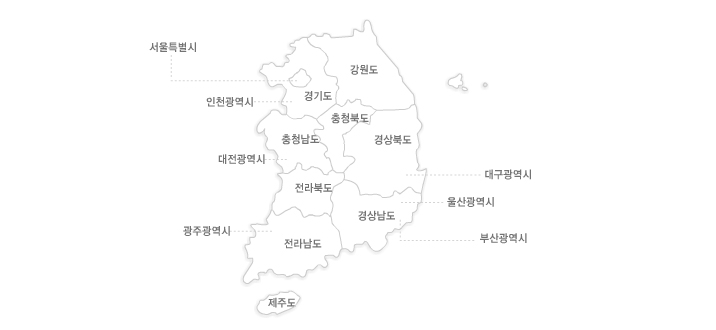 서울특별시
강원도
경기도
인천광역시
충청북도
충청남도
경상북도
대전광역시
대구광역시
전라북도
울산광역시
경상남도
광주광역시
부산광역시
전라남도
제주도